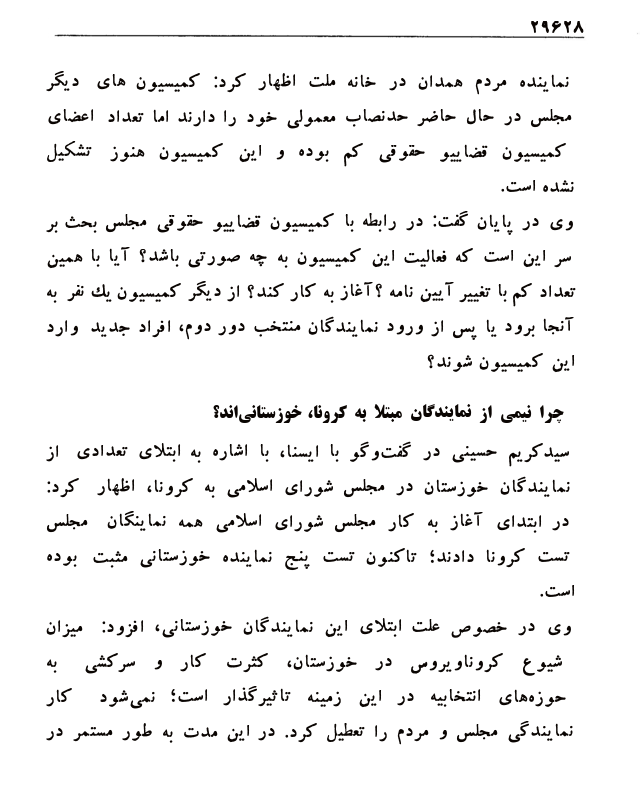 ۲۹۶۲۸
نماینده مردم همدان در خانه ملت اظهار کرد: کمیسیون های دیگر
مجلس در حال حاضر حدنصاب معمولی خود را دارند اما تعداد اعضای
کمیسیون قضاییو حقوقی کم بوده و این کمیسیون هنوز تشکیل
نشده است.
وی در پایان گفت: در رابطه با کمیسیون قضاییو حقوقی مجلس بحث بر
سر این است که فعالیت این کمیسیون به چه صورتی باشد؟ آیا با همین
تعداد کم با تغییر آیین نامه ؟آغاز به کار کند؟ از دیگر کمیسیون یك نفر به
آنجا برود یا پس از ورود نمایندگان منتخب دور دوم، افراد جدید وارد
این کمیسیون شوند؟
چرا نیمی از نمایندگان مبتلا به کرونا، خوزستانی‌اند؟
سیدکریم حسینی در گفت‌وگو با ایسنا، با اشاره به ابتلای تعدادی از
نمایندگان خوزستان در مجلس شورای اسلامی به کرونا، اظهار کرد:
در ابتدای آغاز به کار مجلس شورای اسلامی همه نماینگان مجلس
تست کرونا دادند؛ تاکنون تست پنج نماینده خوزستانی مثبت بوده
است.
وی در خصوص علت ابتلای این نمایندگان خوزستانی، افزود: میزان
شیوع کروناویروس در خوزستان، کثرت کار و سرکشی به
حوزه‌های انتخابیه در این زمینه تاثیرگذار است؛ نمی‌شود کار
نمایندگی مجلس و مردم را تعطیل کرد. در این مدت به طور مستمر در